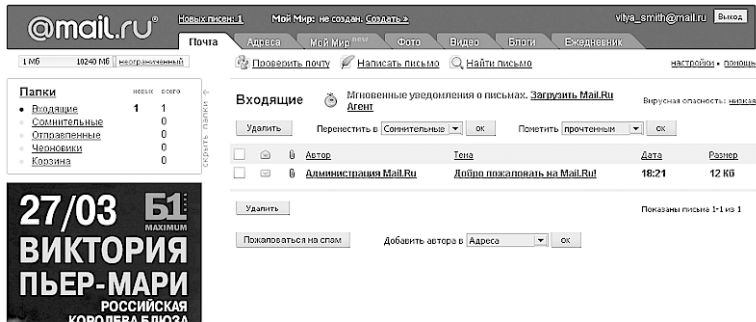 @mail.ru®
Новых писем: 1 Мой Мир: не создан. Создать »
vitya_smith@mail.ru Выход
Почта Адреса Мой Мир new Фото Видео Блоги Ежедневник
1 Мб 10240 Мб неограниченный
Проверить почту Написать письмо Найти письмо настройки • помощь
Папки новых всего
Входящие 1 1
Сомнительные 0
Отправленные 0
Черновики 0
Корзина 0
скрыть папки
Входящие
Мгновенные уведомления о письмах. Загрузить Mail.Ru
Агент
Вирусная опасность: низкая
Удалить Переместить в Сомнительные ок Пометить прочтенным ок
Автор Тема Дата Размер
Администрация Mail.Ru Добро пожаловать на Mail.Ru! 18:21 12 Кб
Удалить Показаны письма 1-1 из 1
Пожаловаться на спам Добавить автора в Адреса ок
27/03 Б1
MAXIMUM
ВИКТОРИЯ
ПЬЕР-МАРИ
РОССИЙСКАЯ
КОРОЛЕВА БЛЮЗА